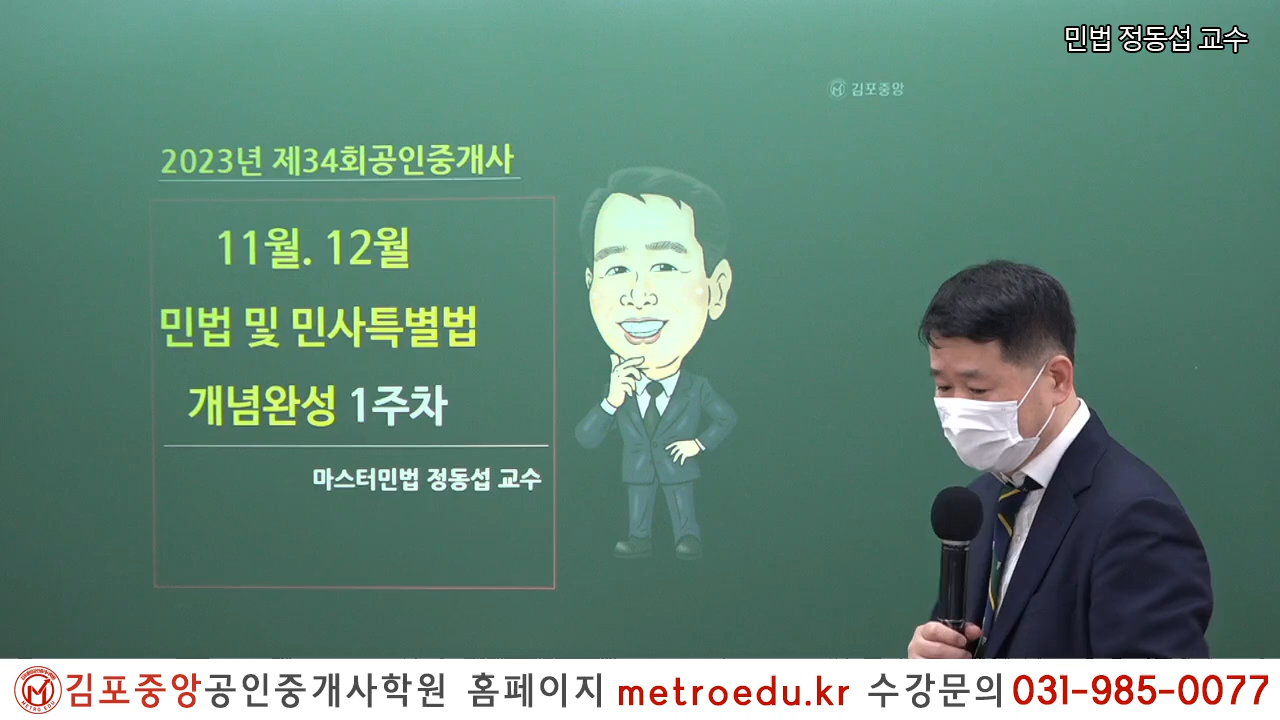 민법 정동섭 교수
김포중앙
2023년 제34회공인중개사
11월. 12월
민법 및 민사특별법
개념완성 1주차
마스터민법 정동섭 교수
METRO EDU
김포중앙공인중개사학원 홈페이지 metroedu.kr 수강문의 031-985-0077